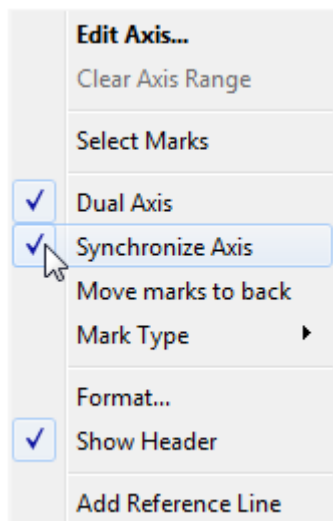 Edit Axis...
Clear Axis Range
Select Marks
Dual Axis
Synchronize Axis
Move marks to back
Mark Type
Format...
Show Header
Add Reference Line